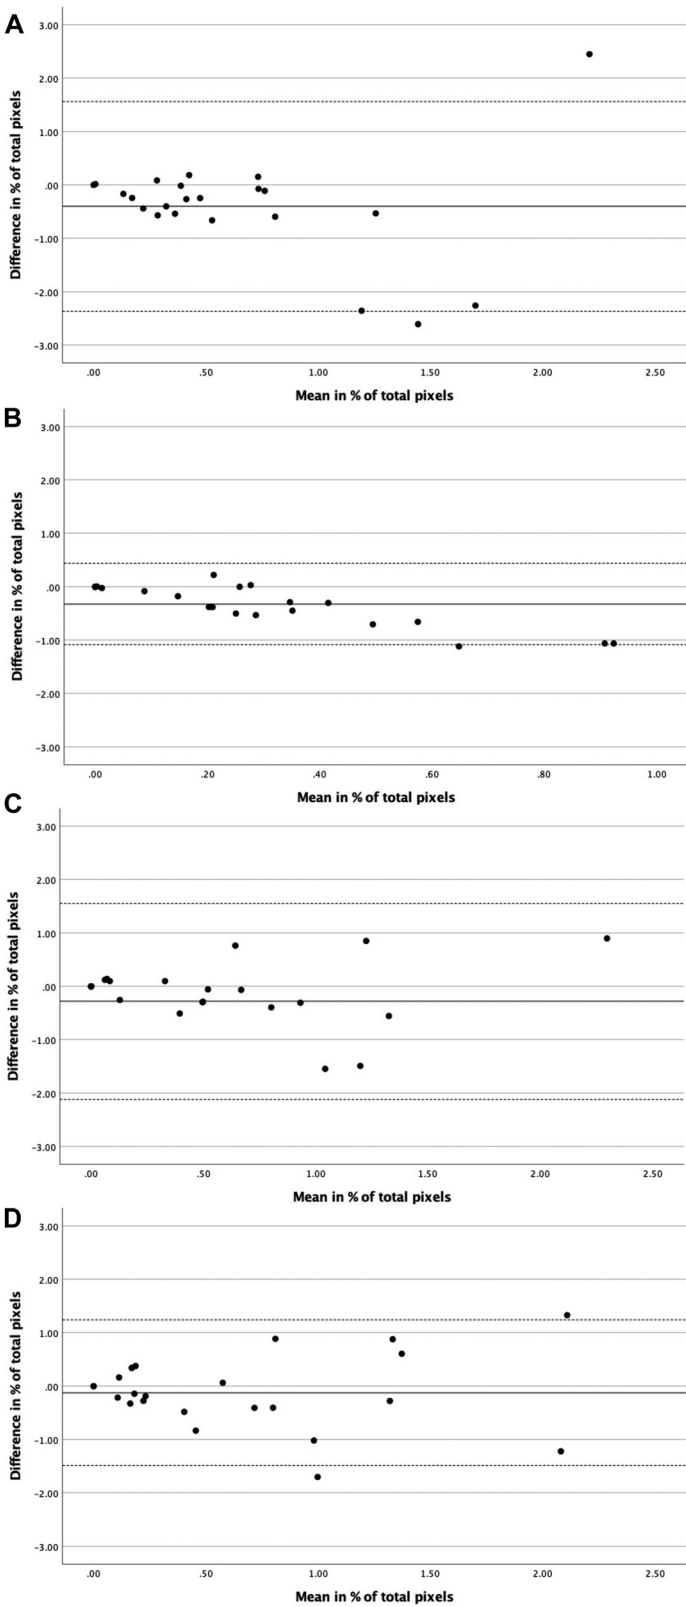 A
3.00
2.00
1.00
.00
-1.00
-2.00
-3.00
Difference in % of total pixels
.00 .50 1.00 1.50 2.00 2.50
Mean in % of total pixels
B
3.00
2.00
1.00
.00
-1.00
-2.00
-3.00
Difference in % of total pixels
.00 .20 .40 .60 .80 1.00
Mean in % of total pixels
C
3.00
2.00
1.00
.00
-1.00
-2.00
-3.00
Difference in % of total pixels
.00 .50 1.00 1.50 2.00 2.50
Mean in % of total pixels
D
3.00
2.00
1.00
.00
-1.00
-2.00
-3.00
Difference in % of total pixels
.00 .50 1.00 1.50 2.00 2.50
Mean in % of total pixels